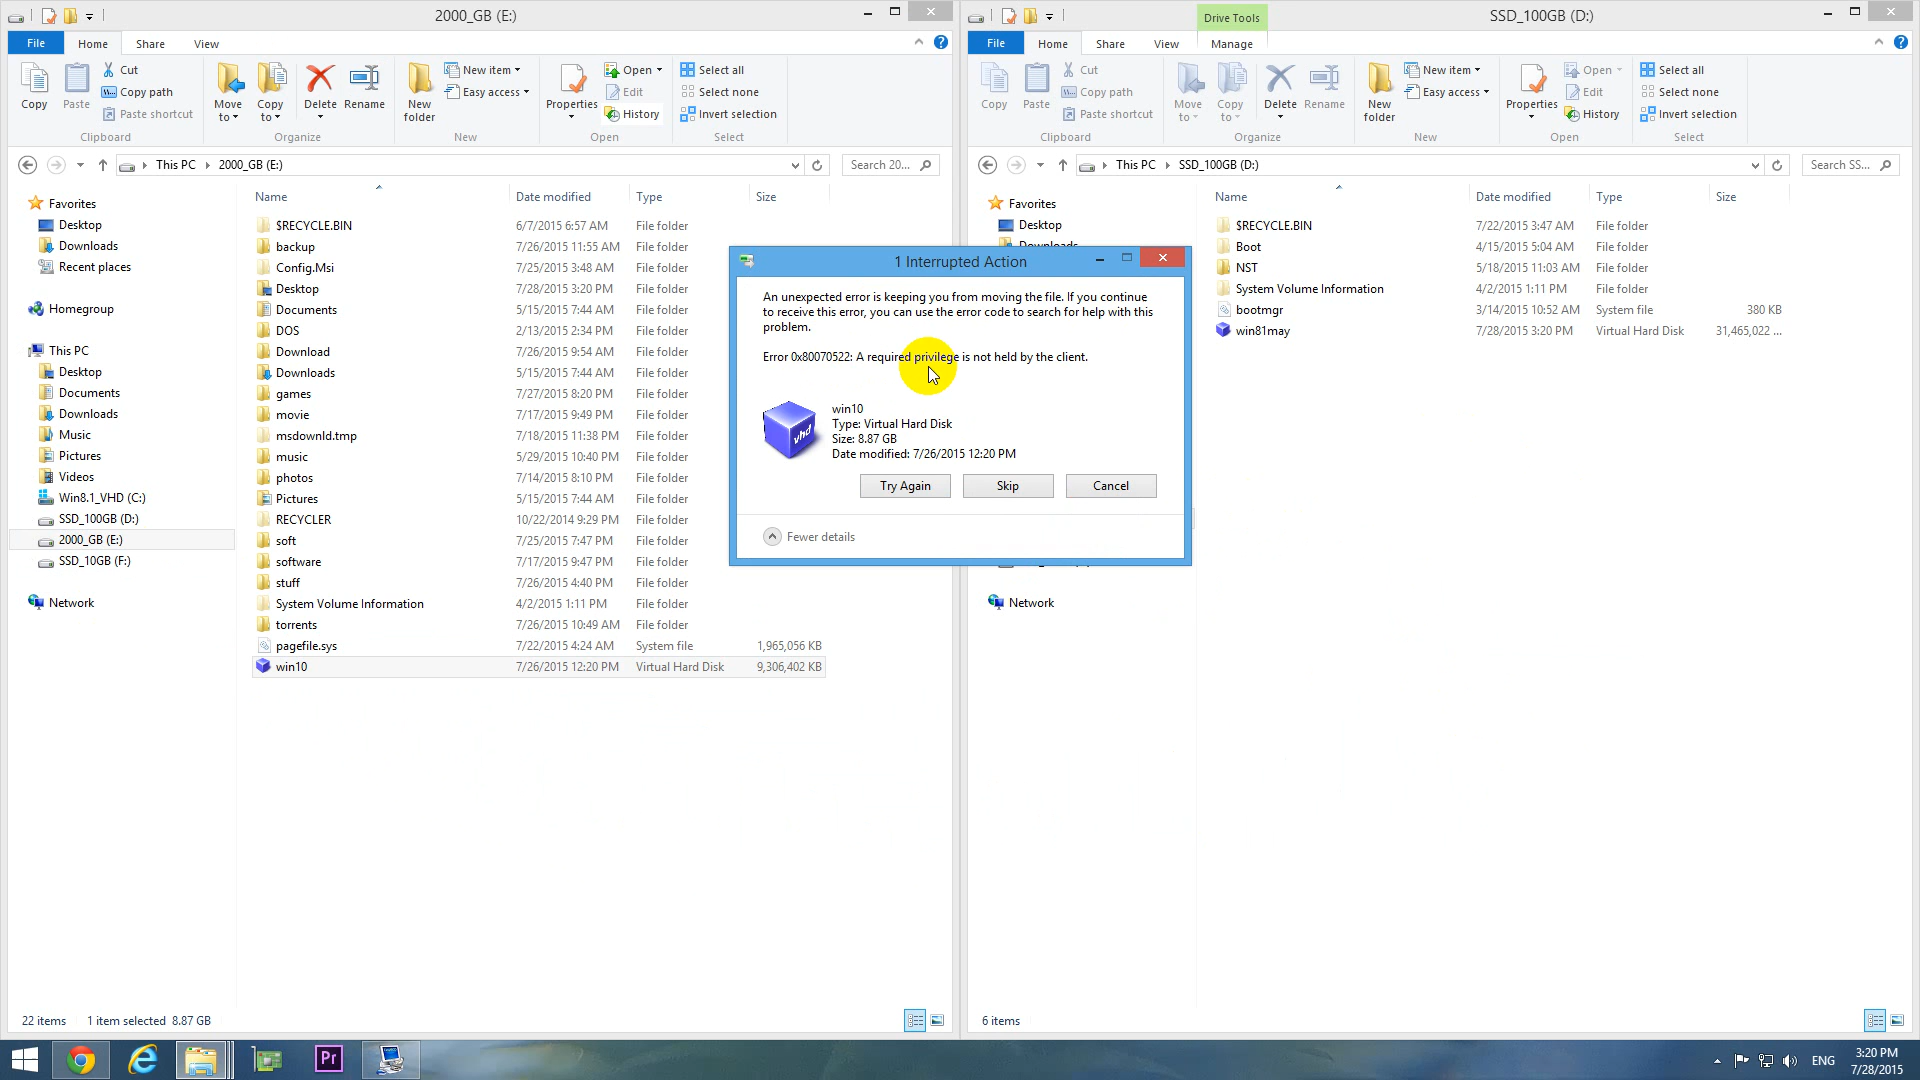 2000_GB (E:)
File
Home
Share
View
Copy
Paste
Cut
Copy path
Paste shortcut
Clipboard
Move to
Copy to
Delete
Rename
Organize
New folder
New item
Easy access
New
Properties
Open
Edit
History
Open
Select all
Select none
Invert selection
Select
This PC
2000_GB (E:)
Search 20...
Favorites
Desktop
Downloads
Recent places
Homegroup
This PC
Desktop
Documents
Downloads
Music
Pictures
Videos
Win8.1_VHD (C:)
SSD_100GB (D:)
2000_GB (E:)
SSD_10GB (F:)
Network
Name Date modified Type Size
$RECYCLE.BIN 6/7/2015 6:57 AM File folder
backup 7/26/2015 11:55 AM File folder
Config.Msi 7/25/2015 3:48 AM File folder
Desktop 7/28/2015 3:20 PM File folder
Documents 5/15/2015 7:44 AM File folder
DOS 2/13/2015 2:34 PM File folder
Download 7/26/2015 9:54 AM File folder
Downloads 5/15/2015 7:44 AM File folder
games 7/27/2015 8:20 PM File folder
movie 7/17/2015 9:49 PM File folder
msdownld.tmp 7/18/2015 11:38 PM File folder
music 5/29/2015 10:40 PM File folder
photos 7/14/2015 8:10 PM File folder
Pictures 5/15/2015 7:44 AM File folder
RECYCLER 10/22/2014 9:29 PM File folder
soft 7/25/2015 7:47 PM File folder
software 7/17/2015 9:47 PM File folder
stuff 7/26/2015 4:40 PM File folder
System Volume Information 4/2/2015 1:11 PM File folder
torrents 7/26/2015 10:49 AM File folder
pagefile.sys 7/22/2015 4:24 AM System file 1,965,056 KB
win10 7/26/2015 12:20 PM Virtual Hard Disk 9,306,402 KB
22 items 1 item selected 8.87 GB
Drive Tools
SSD_100GB (D:)
File
Home
Share
View
Manage
Copy
Paste
Cut
Copy path
Paste shortcut
Clipboard
Move to
Copy to
Delete
Rename
Organize
New folder
New item
Easy access
New
Properties
Open
Edit
History
Open
Select all
Select none
Invert selection
Select
This PC
SSD_100GB (D:)
Search SS...
Favorites
Desktop
Downloads
Network
Name Date modified Type Size
$RECYCLE.BIN 7/22/2015 3:47 AM File folder
Boot 4/15/2015 5:04 AM File folder
NST 5/18/2015 11:03 AM File folder
System Volume Information 4/2/2015 1:11 PM File folder
bootmgr 3/14/2015 10:52 AM System file 380 KB
win81may 7/28/2015 3:20 PM Virtual Hard Disk 31,465,022 ...
6 items
1 Interrupted Action
An unexpected error is keeping you from moving the file. If you continue
to receive this error, you can use the error code to search for help with this
problem.
Error 0x80070522: A required privilege is not held by the client.
vhd
win10
Type: Virtual Hard Disk
Size: 8.87 GB
Date modified: 7/26/2015 12:20 PM
Try Again
Skip
Cancel
Fewer details
Pr
ENG
3:20 PM
7/28/2015